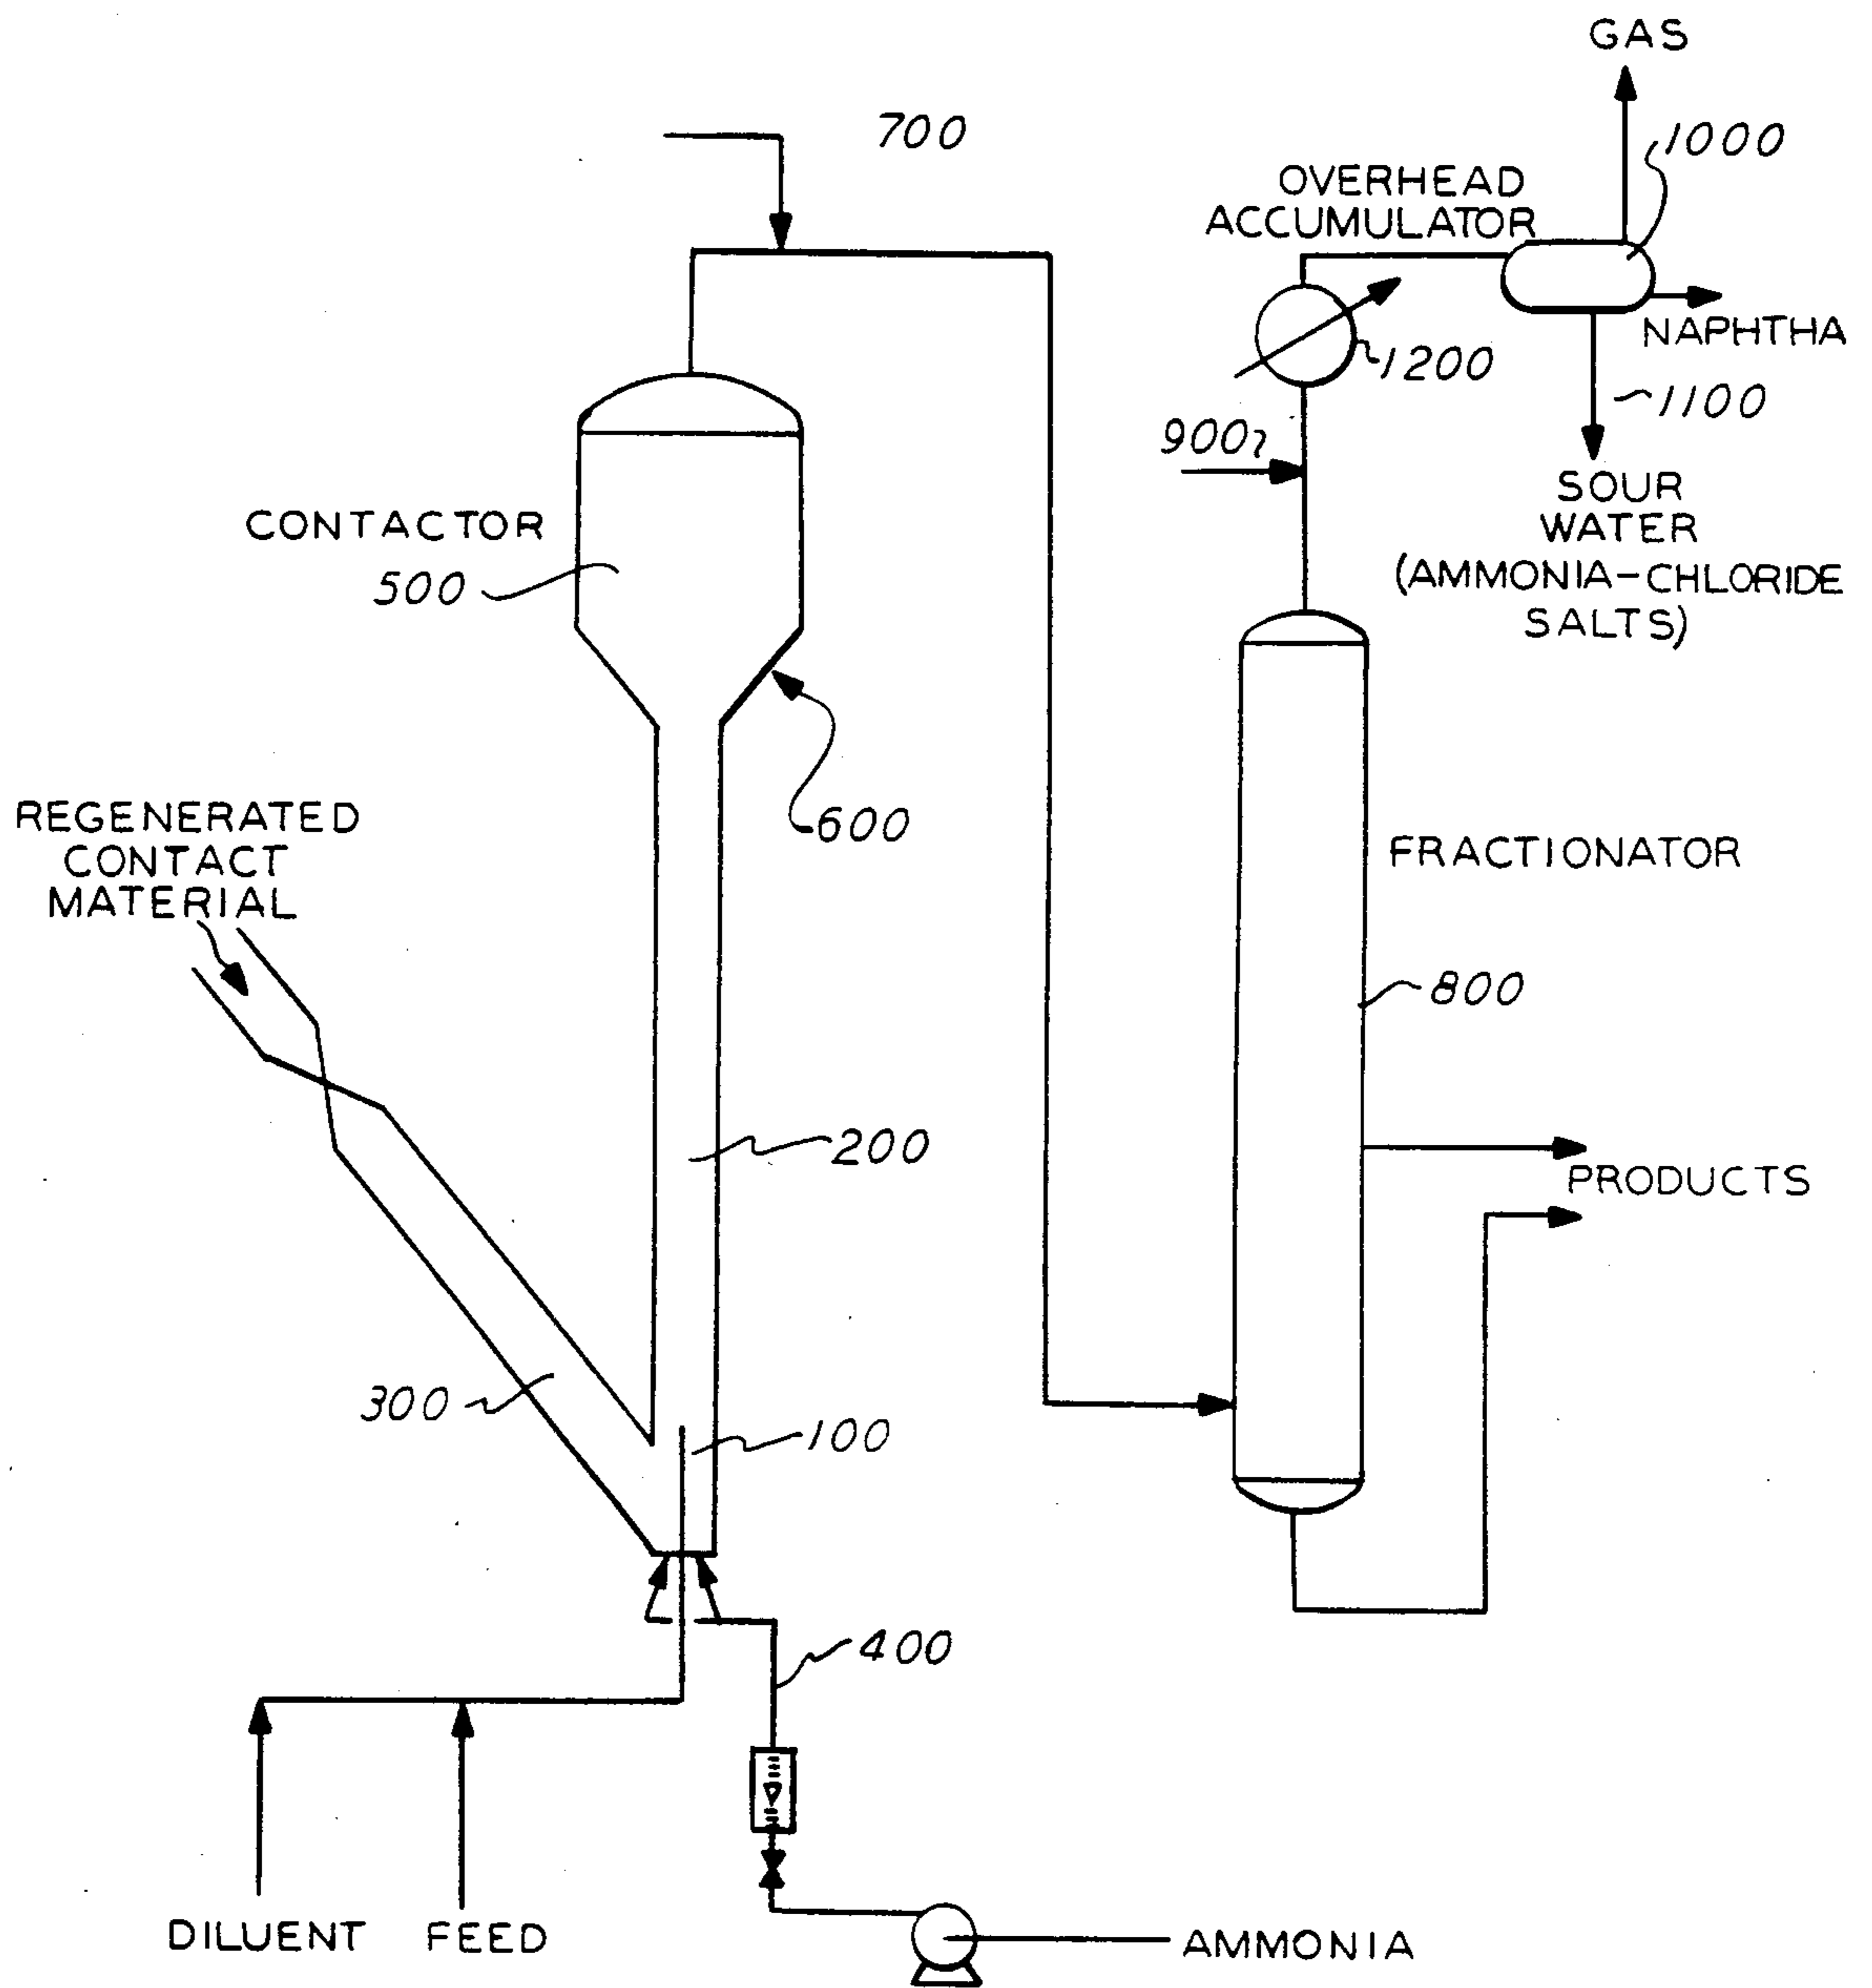 GAS
700
1000
OVERHEAD
ACCUMULATOR
NAPHTHA
1200
1100
900
SOUR
WATER
(AMMONIA-CHLORIDE
SALTS)
CONTACTOR
500
600
REGENERATED
CONTACT
MATERIAL
FRACTIONATOR
800
200
PRODUCTS
300
100
400
DILUENT
FEED
AMMONIA